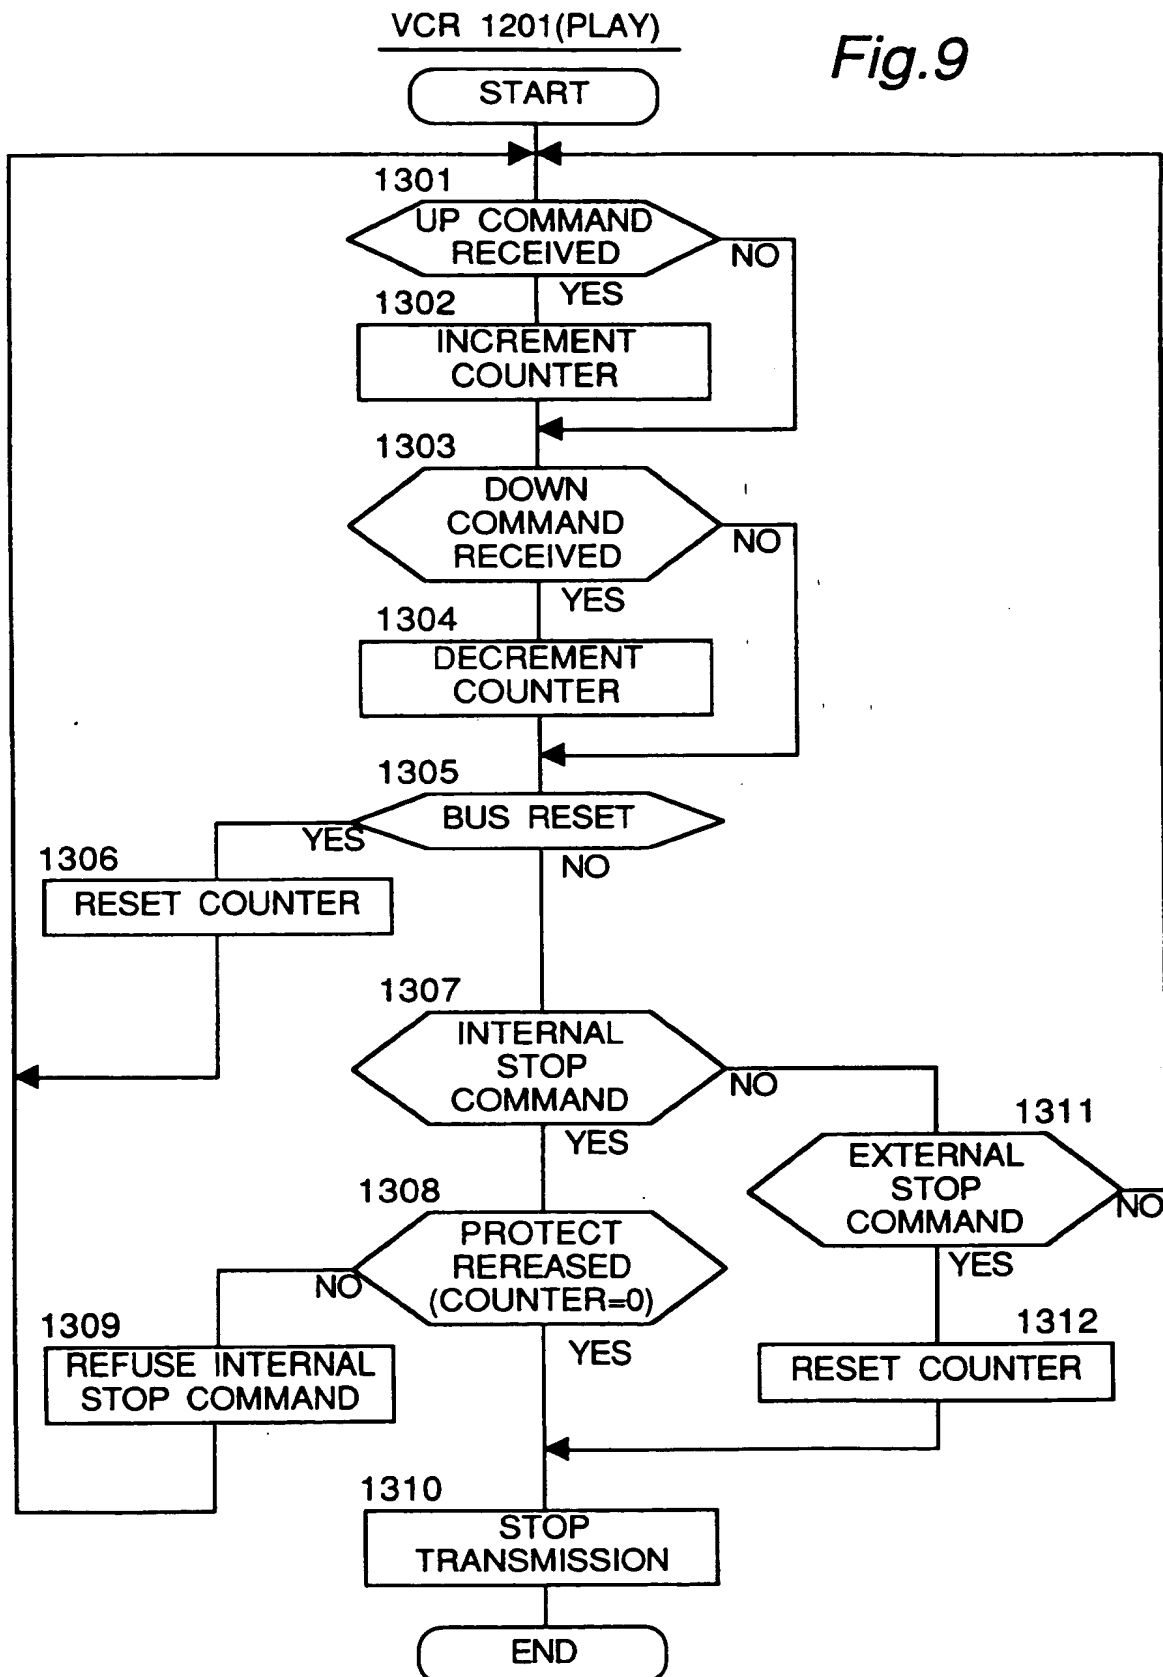 VCR 1201(PLAY)
Fig.9
START
1301
UP COMMAND
RECEIVED
NO
YES
1302
INCREMENT
COUNTER
1303
DOWN
COMMAND
RECEIVED
NO
YES
1304
DECREMENT
COUNTER
1305
BUS RESET
YES
NO
1306
RESET COUNTER
1307
INTERNAL
STOP
COMMAND
NO
YES
1311
EXTERNAL
STOP
COMMAND
NO
YES
1308
PROTECT
REREASED
(COUNTER=0)
NO
YES
1309
REFUSE INTERNAL
STOP COMMAND
1312
RESET COUNTER
1310
STOP
TRANSMISSION
END